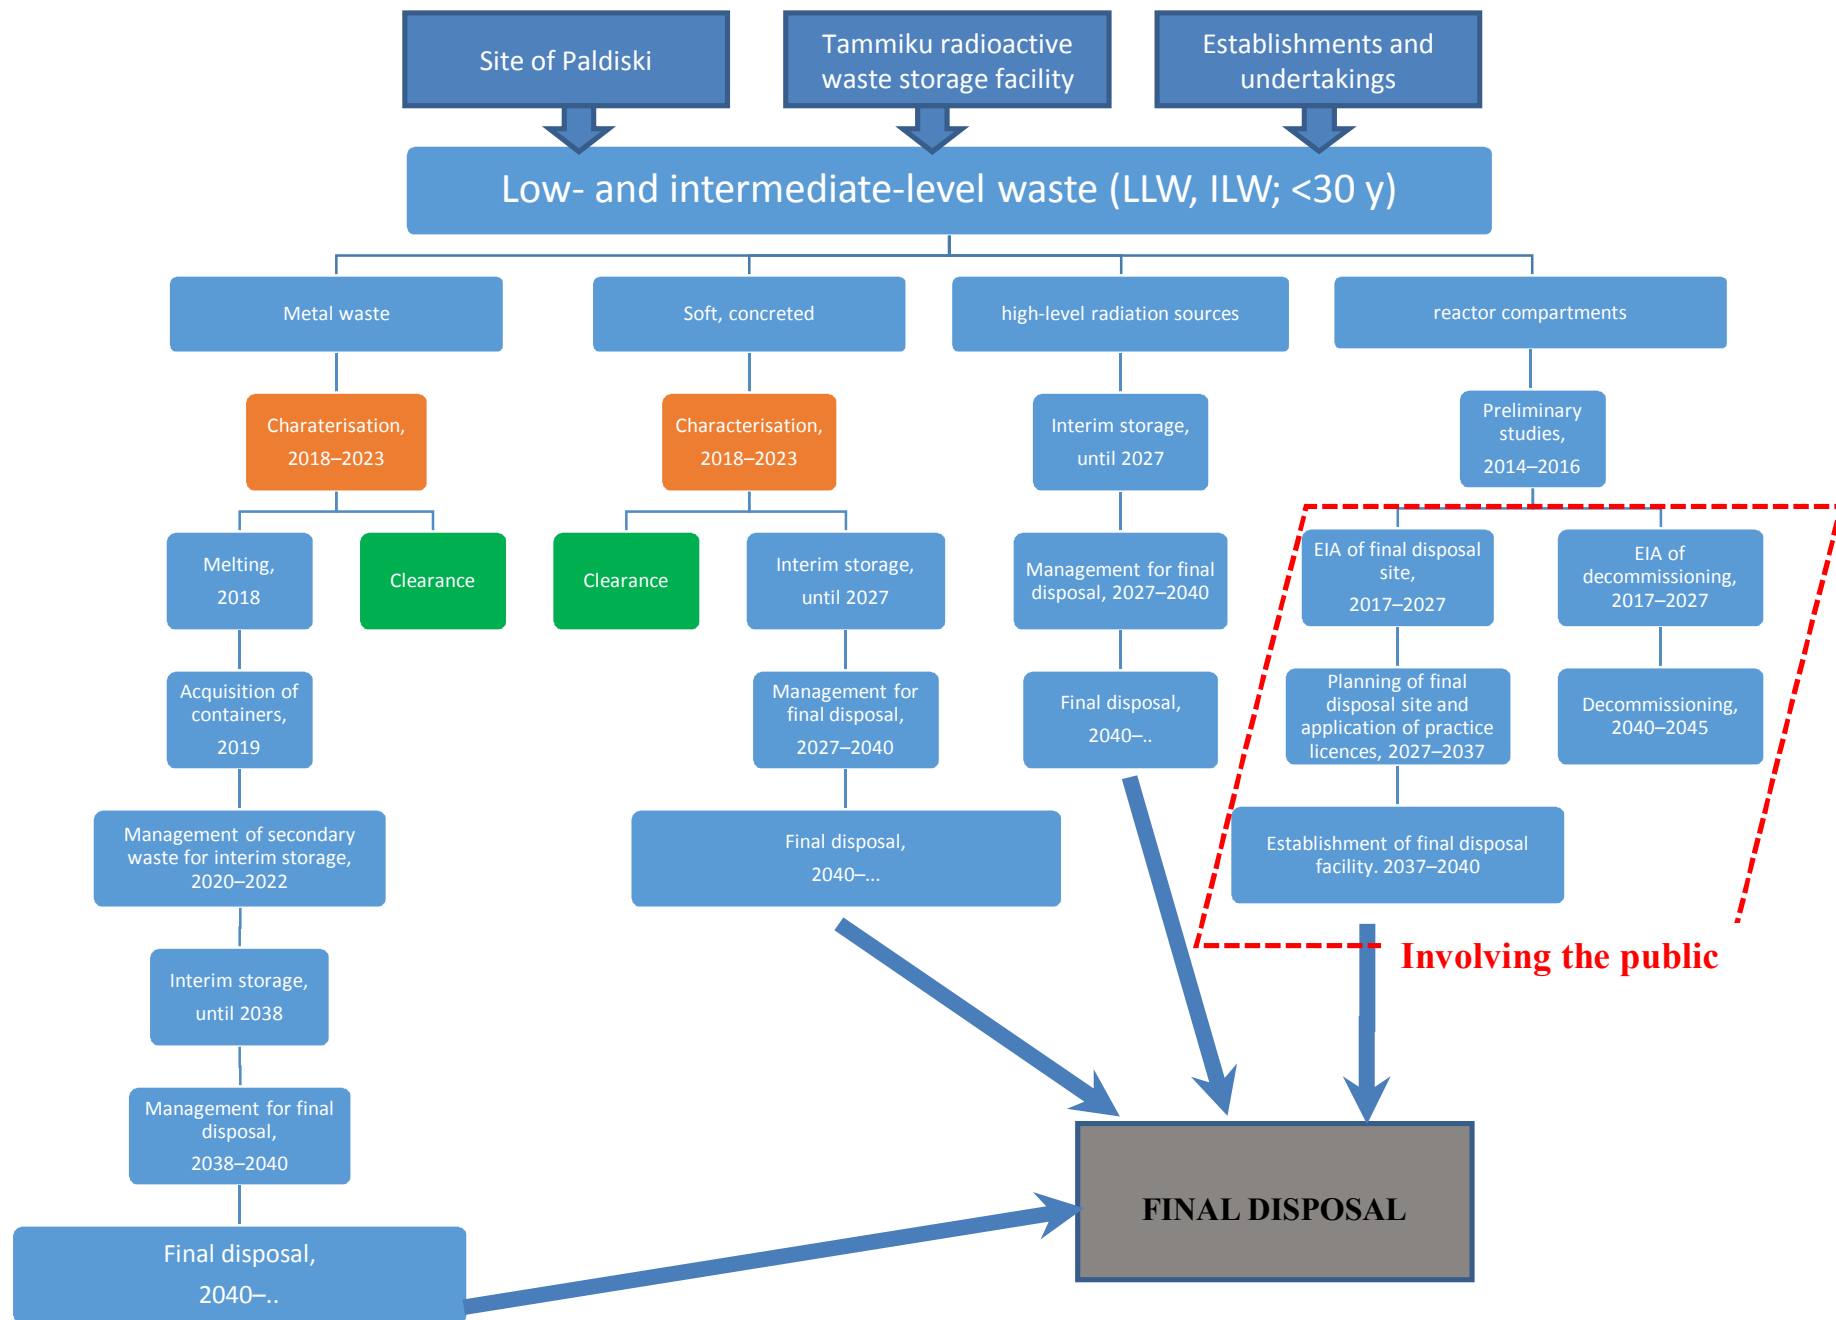 Site of Paldiski
Tammiku radioactive
waste storage facility
Establishments and
undertakings
Low- and intermediate-level waste (LLW, ILW; <30 y)
Metal waste
Soft, concreted
high-level radiation sources
reactor compartments
Charaterisation,
2018–2023
Characterisation,
2018–2023
Interim storage,
until 2027
Preliminary
studies,
2014–2016
Melting,
2018
Clearance
Clearance
Interim storage,
until 2027
Management for final
disposal, 2027–2040
EIA of final disposal
site,
2017–2027
EIA of
decommissioning,
2017–2027
Acquisition of
containers,
2019
Management for
final disposal,
2027–2040
Final disposal,
2040–..
Planning of final
disposal site and
application of practice
licences, 2027–2037
Decommissioning,
2040–2045
Management of secondary
waste for interim storage,
2020–2022
Final disposal,
2040–...
Establishment of final disposal
facility. 2037–2040
Involving the public
Interim storage,
until 2038
Management for final
disposal,
2038–2040
FINAL DISPOSAL
Final disposal,
2040–..